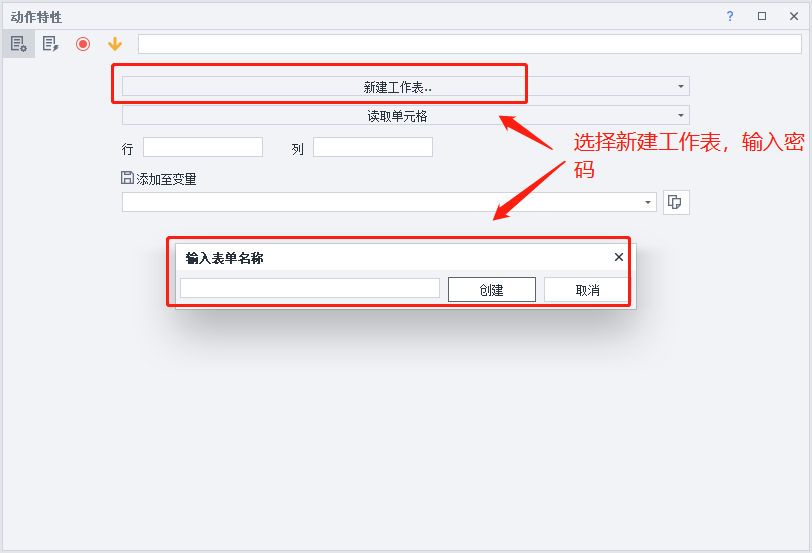 动作特性
?
新建工作表..
读取单元格
选择新建工作表，输入密
码
行
列
添加至变量
输入表单名称
创建
取消